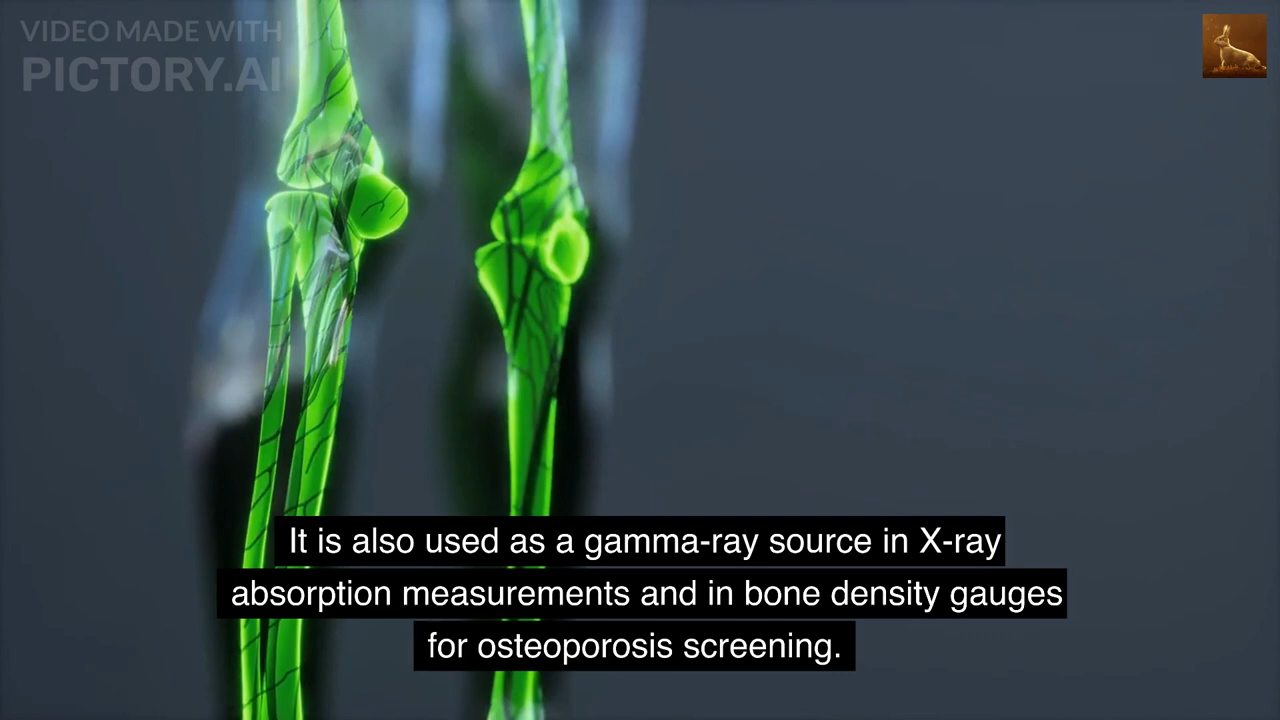 VIDEO MADE WITH
PICTORY.AI
It is also used as a gamma-ray source in X-ray
absorption measurements and in bone density gauges
for osteoporosis screening.